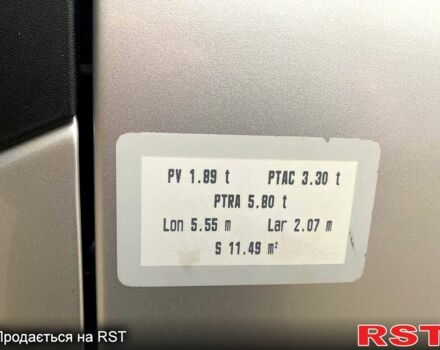 PV 1.89 t PTAC 3.30 t
PTRA 5.80 t
Lon 5.55 m Lar 2.07 m
S 11.49 m²
Продається на RST
RST